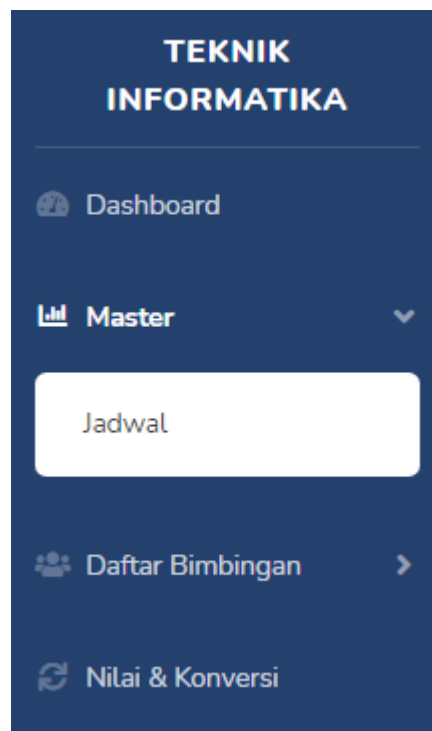 TEKNIK
INFORMATIKA
Dashboard
Master
Jadwal
Daftar Bimbingan
Nilai & Konversi